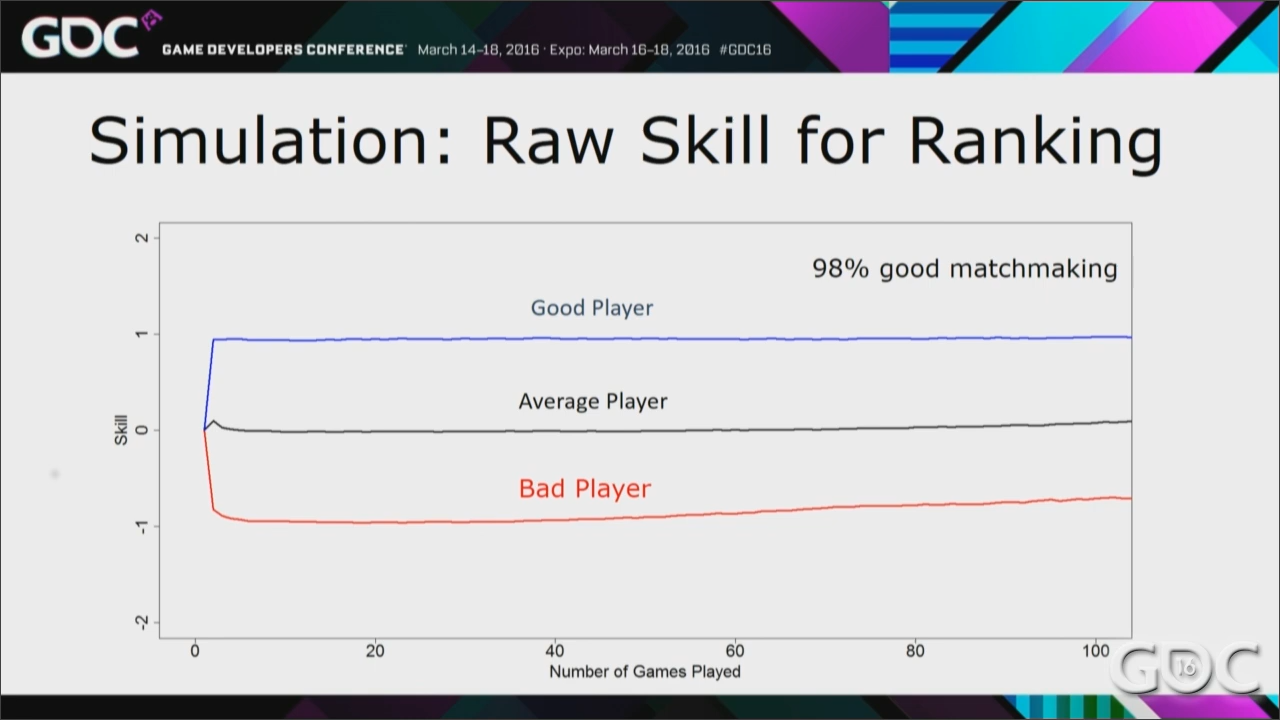 GDC
GAME DEVELOPERS CONFERENCE March 14–18, 2016 · Expo: March 16–18, 2016 #GDC16
Simulation: Raw Skill for Ranking
98% good matchmaking
Good Player
Average Player
Bad Player
Skill
2
1
0
-1
-2
0 20 40 60 80 100
Number of Games Played
GDC 16